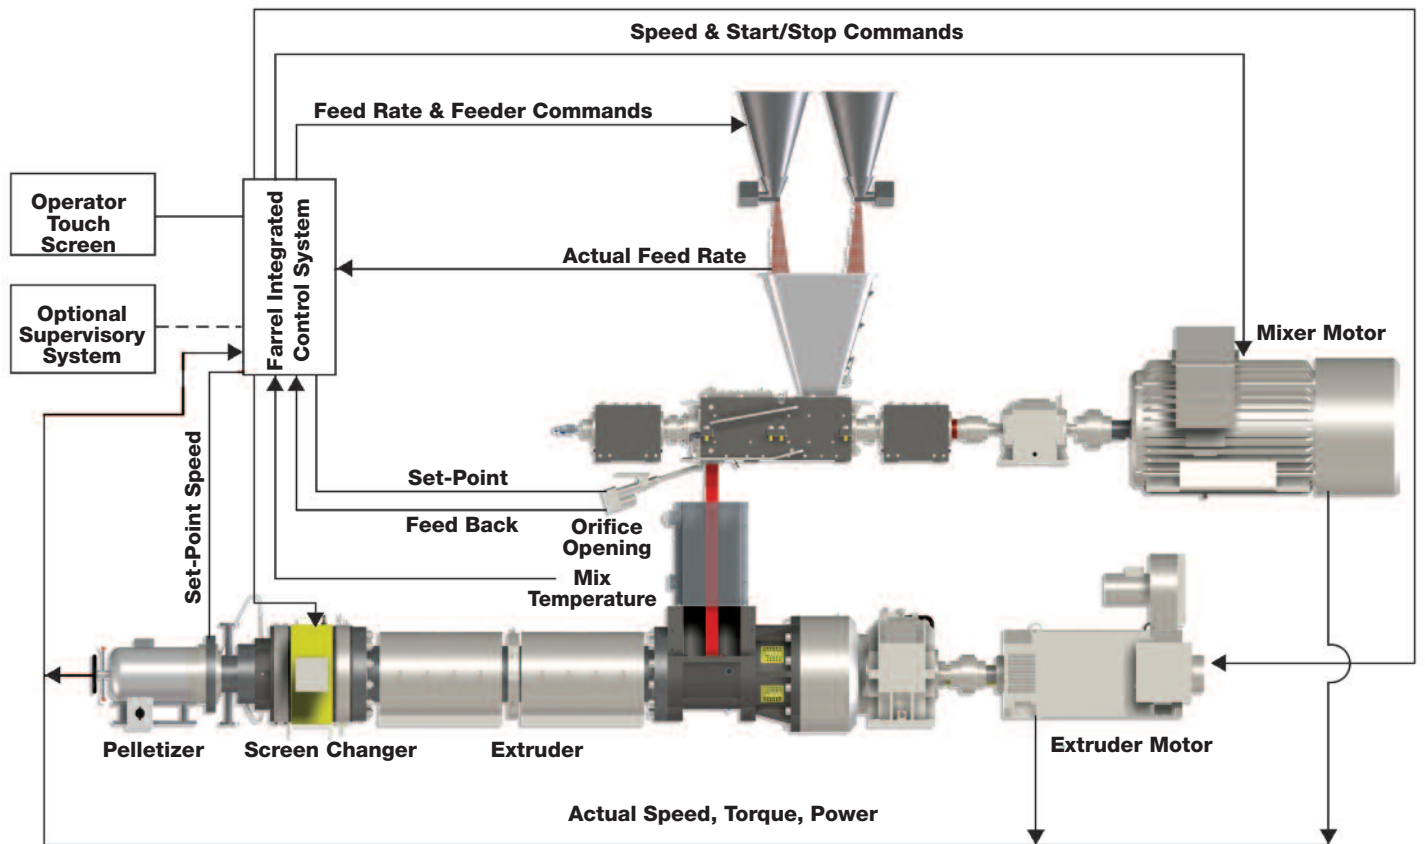 Speed & Start/Stop Commands
Feed Rate & Feeder Commands
Operator
Touch
Screen
Farrel Integrated
Control System
Actual Feed Rate
Optional
Supervisory
System
Mixer Motor
Set-Point Speed
Set-Point
Feed Back
Orifice
Opening
Mix
Temperature
Pelletizer
Screen Changer
Extruder
Extruder Motor
Actual Speed, Torque, Power